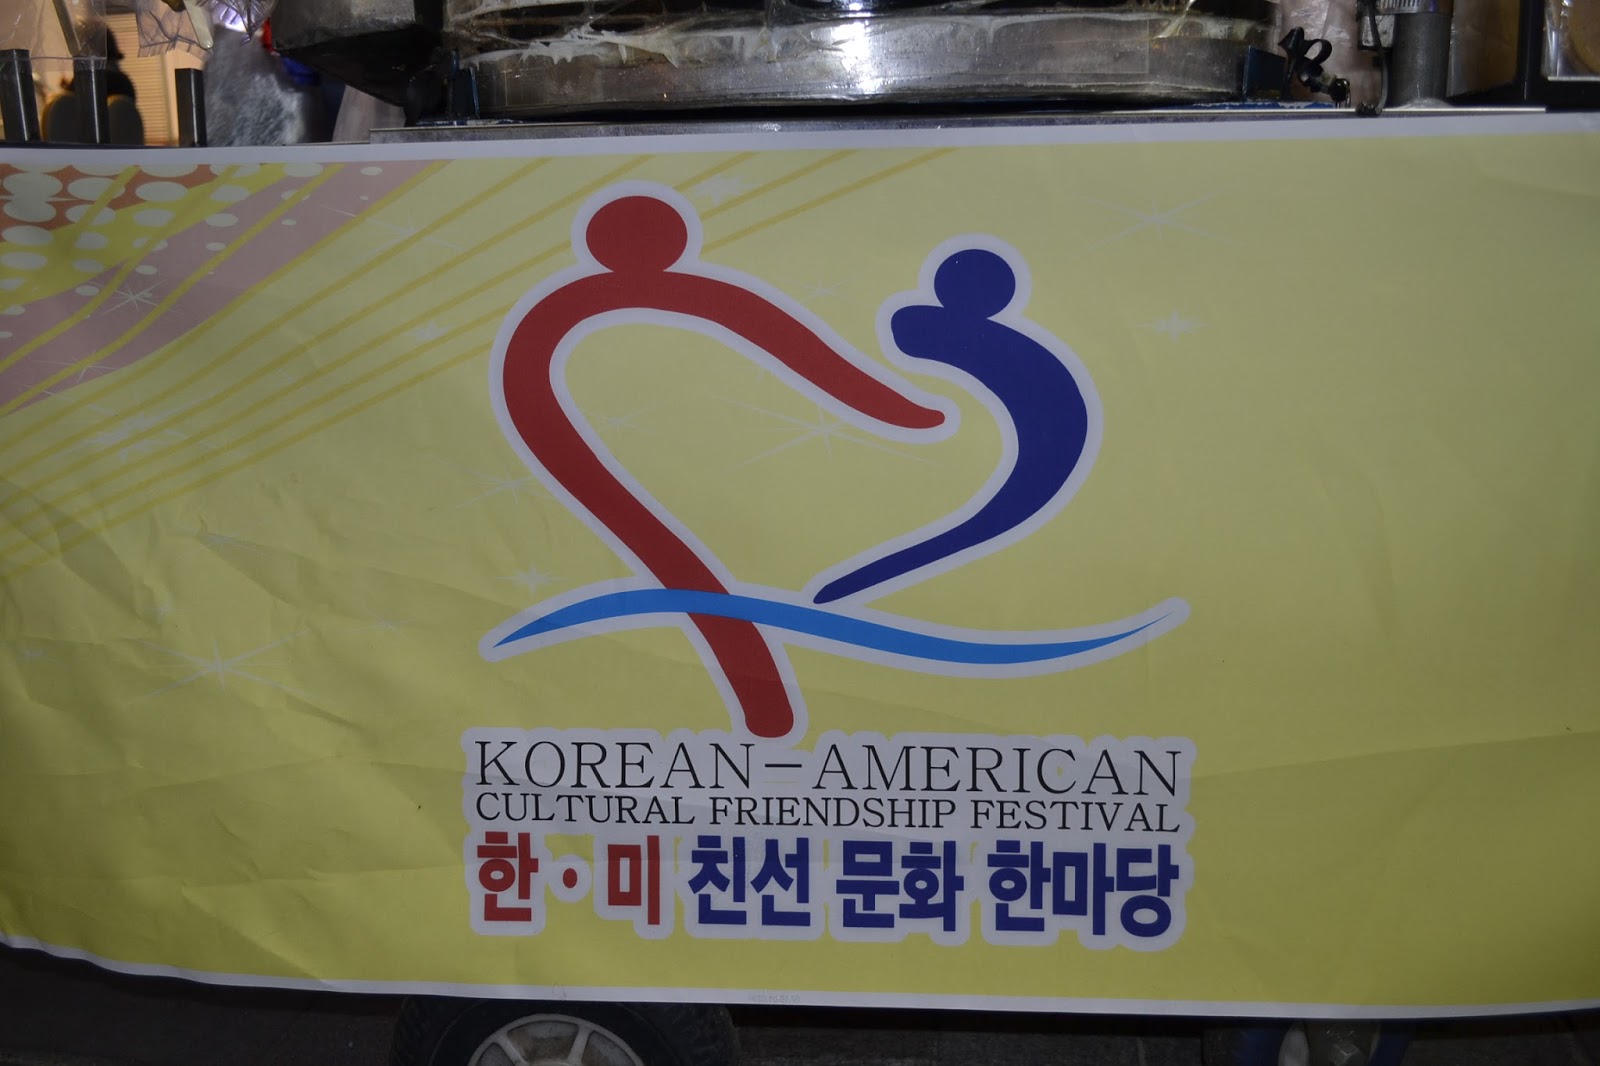 KOREAN-AMERICAN
CULTURAL FRIENDSHIP FESTIVAL
한·미 친선 문화 한마당